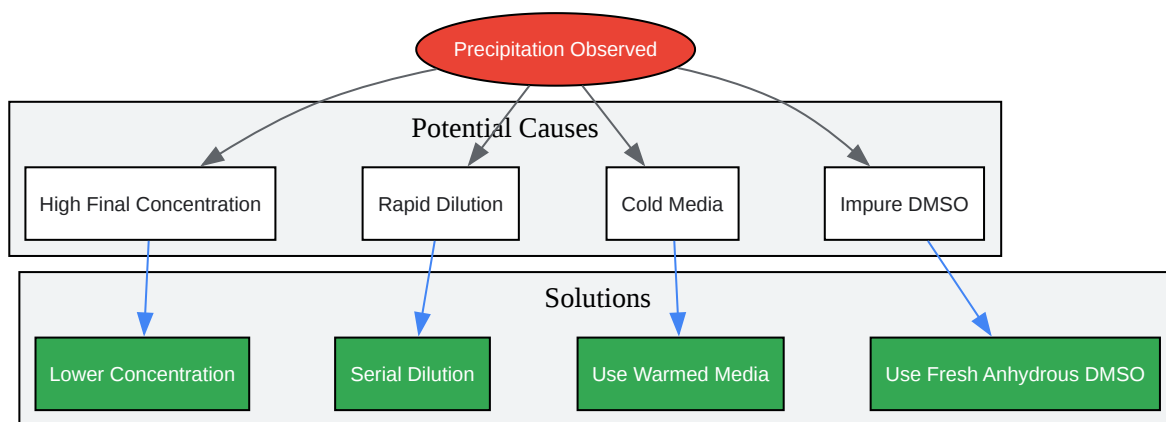 Precipitation Observed
Potential Causes
High Final Concentration
Rapid Dilution
Cold Media
Impure DMSO
Solutions
Lower Concentration
Serial Dilution
Use Warmed Media
Use Fresh Anhydrous DMSO